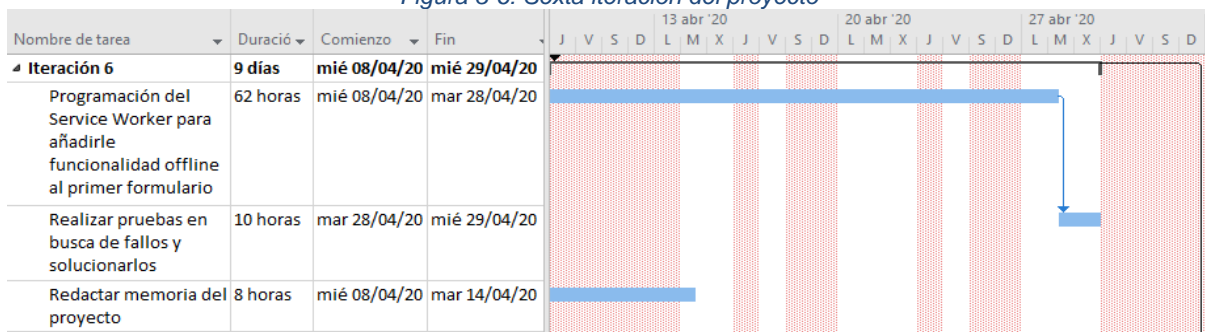 Figura 3-8. Sexta iteración del proyecto
13 abr '20 20 abr '20 27 abr '20
Nombre de tarea Duració Comienzo Fin J V S D L M X J V S D L M X J V S D L M X J V S D
Iteración 6 9 días mié 08/04/20 mié 29/04/20
Programación del 62 horas mié 08/04/20 mar 28/04/20
Service Worker para
añadirle
funcionalidad offline
al primer formulario
Realizar pruebas en 10 horas mar 28/04/20 mié 29/04/20
busca de fallos y
solucionarlos
Redactar memoria del 8 horas mié 08/04/20 mar 14/04/20
proyecto